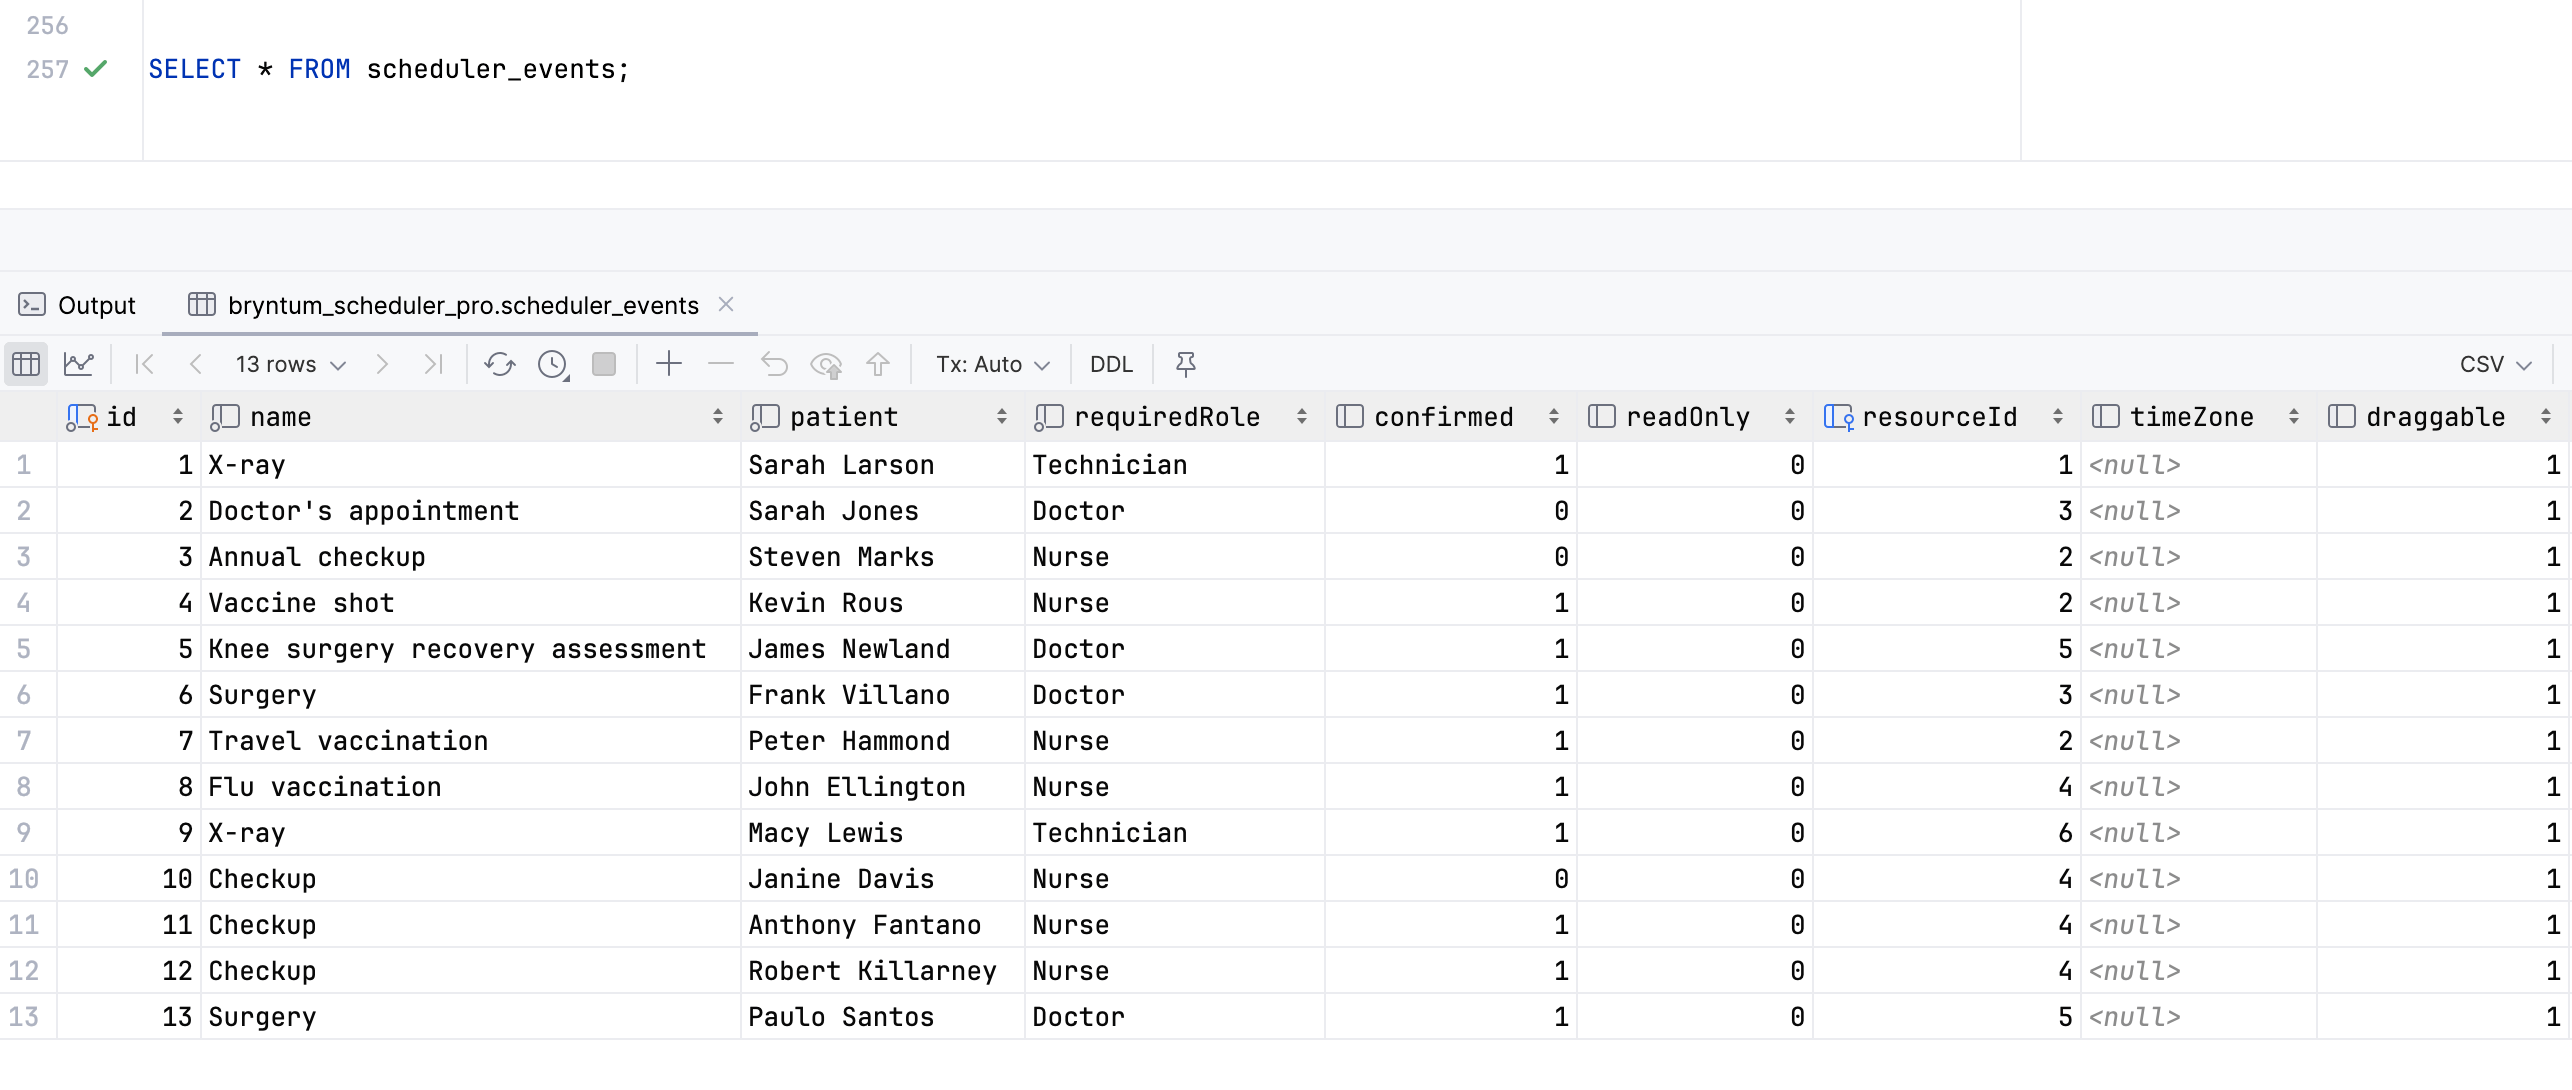 256
257 SELECT * FROM scheduler_events;
Output bryntum_scheduler_pro.scheduler_events
13 rows Tx: Auto DDL CSV
id name patient requiredRole confirmed readOnly resourceId timeZone draggable
1 1 X-ray Sarah Larson Technician 1 0 1 <null> 1
2 2 Doctor's appointment Sarah Jones Doctor 0 0 3 <null> 1
3 3 Annual checkup Steven Marks Nurse 0 0 2 <null> 1
4 4 Vaccine shot Kevin Rous Nurse 1 0 2 <null> 1
5 5 Knee surgery recovery assessment James Newland Doctor 1 0 5 <null> 1
6 6 Surgery Frank Villano Doctor 1 0 3 <null> 1
7 7 Travel vaccination Peter Hammond Nurse 1 0 2 <null> 1
8 8 Flu vaccination John Ellington Nurse 1 0 4 <null> 1
9 9 X-ray Macy Lewis Technician 1 0 6 <null> 1
10 10 Checkup Janine Davis Nurse 0 0 4 <null> 1
11 11 Checkup Anthony Fantano Nurse 1 0 4 <null> 1
12 12 Checkup Robert Killarney Nurse 1 0 4 <null> 1
13 13 Surgery Paulo Santos Doctor 1 0 5 <null> 1